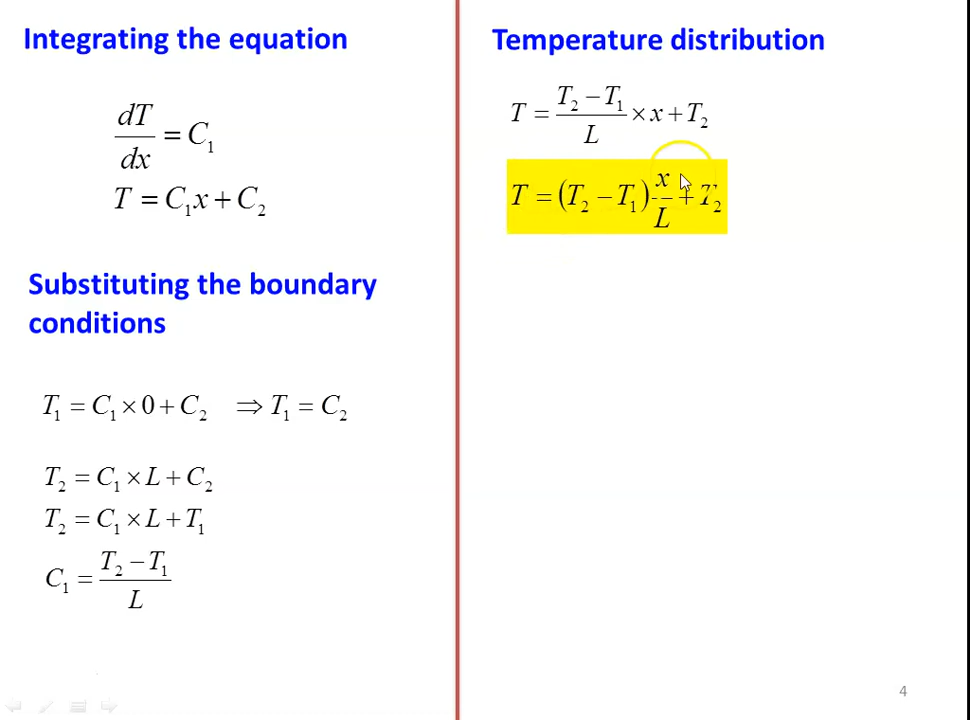 Integrating the equation
dT/dx = C₁
T = C₁x + C₂
Substituting the boundary
conditions
T₁ = C₁ × 0 + C₂ ⇒ T₁ = C₂
T₂ = C₁ × L + C₂
T₂ = C₁ × L + T₁
C₁ = (T₂ − T₁)/L
Temperature distribution
T = (T₂ − T₁)/L × x + T₂
T = (T₂ − T₁) x/L + T₂
4